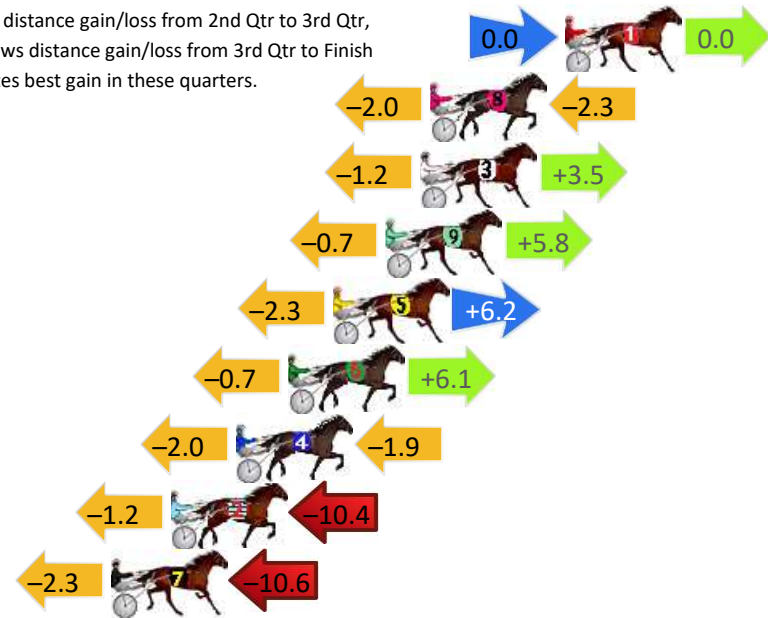 distance gain/loss from 2nd Qtr to 3rd Qtr,
ws distance gain/loss from 3rd Qtr to Finish
es best gain in these quarters.
0.0 1 0.0
–2.0 8 –2.3
–1.2 3 +3.5
–0.7 9 +5.8
–2.3 5 +6.2
–0.7 6 +6.1
–2.0 4 –1.9
–1.2 2 –10.4
–2.3 7 –10.6